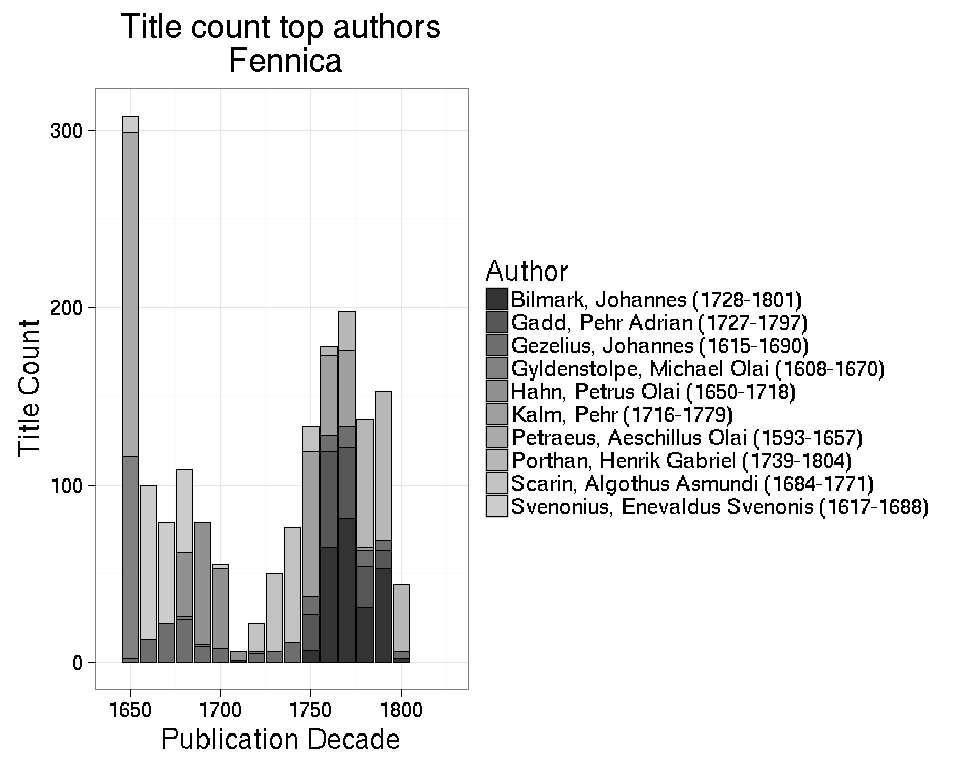 Title count top authors
Fennica
Title Count
300
200
100
0
1650
1700
1750
1800
Publication Decade
Author
Bilmark, Johannes (1728-1801)
Gadd, Pehr Adrian (1727-1797)
Gezelius, Johannes (1615-1690)
Gyldenstolpe, Michael Olai (1608-1670)
Hahn, Petrus Olai (1650-1718)
Kalm, Pehr (1716-1779)
Petraeus, Aeschillus Olai (1593-1657)
Porthan, Henrik Gabriel (1739-1804)
Scarin, Algothus Asmundi (1684-1771)
Svenonius, Enevaldus Svenonis (1617-1688)